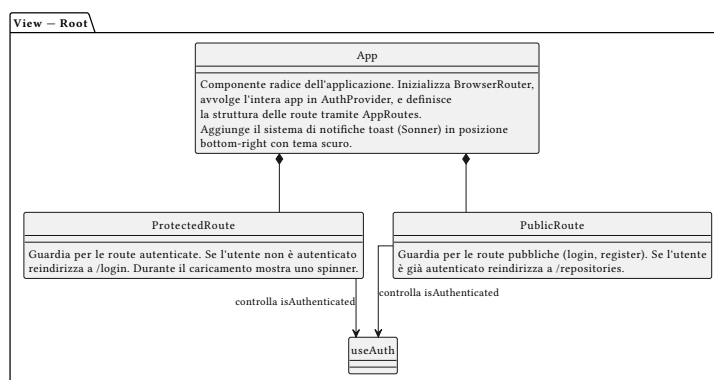 View – Root
App
Componente radice dell'applicazione. Inizializza BrowserRouter,
avvolge l'intera app in AuthProvider, e definisce
la struttura delle route tramite AppRoutes.
Aggiunge il sistema di notifiche toast (Sonner) in posizione
bottom-right con tema scuro.
ProtectedRoute
Guardia per le route autenticate. Se l'utente non è autenticato
reindirizza a /login. Durante il caricamento mostra uno spinner.
PublicRoute
Guardia per le route pubbliche (login, register). Se l'utente
è già autenticato reindirizza a /repositories.
controlla isAuthenticated
controlla isAuthenticated
useAuth